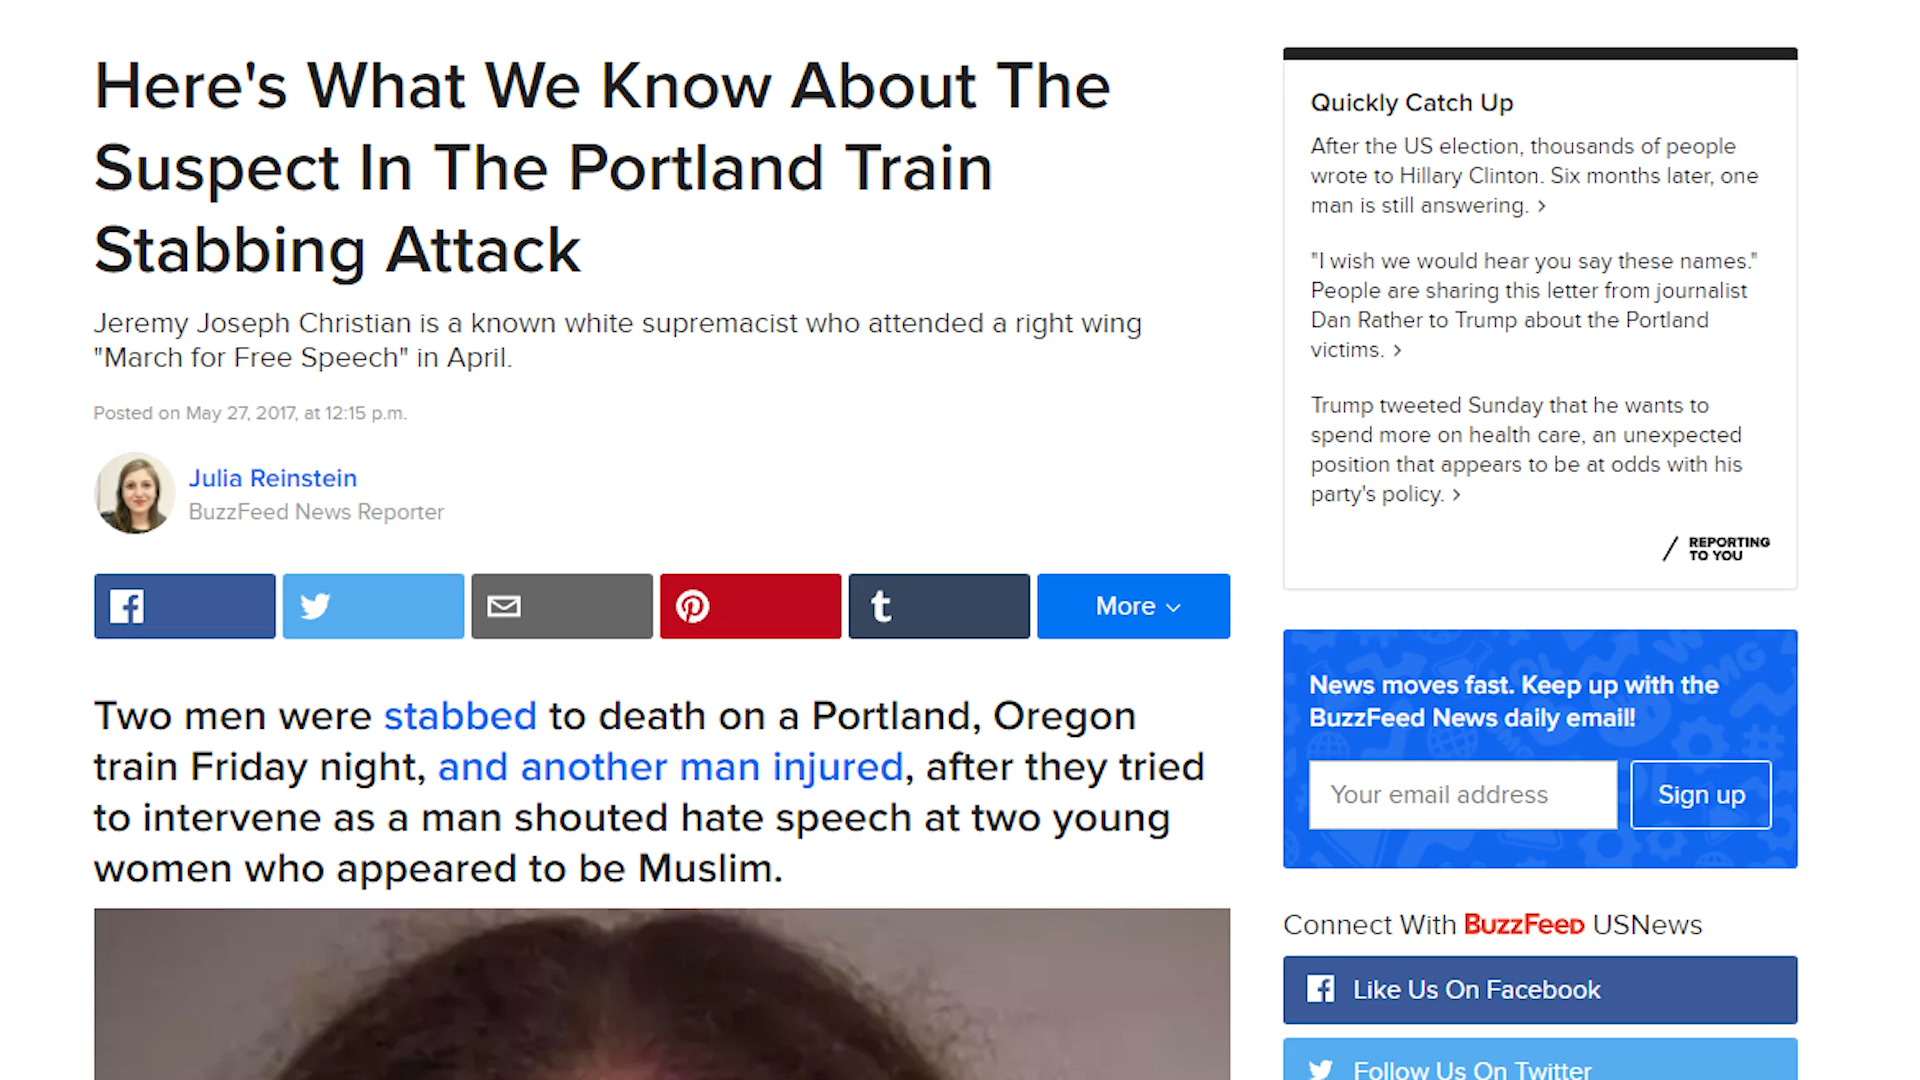 Here's What We Know About The
Suspect In The Portland Train
Stabbing Attack
Jeremy Joseph Christian is a known white supremacist who attended a right wing
"March for Free Speech" in April.
Posted on May 27, 2017, at 12:15 p.m.
Julia Reinstein
BuzzFeed News Reporter
More
Two men were stabbed to death on a Portland, Oregon
train Friday night, and another man injured, after they tried
to intervene as a man shouted hate speech at two young
women who appeared to be Muslim.
Quickly Catch Up
After the US election, thousands of people
wrote to Hillary Clinton. Six months later, one
man is still answering. ›
"I wish we would hear you say these names."
People are sharing this letter from journalist
Dan Rather to Trump about the Portland
victims. ›
Trump tweeted Sunday that he wants to
spend more on health care, an unexpected
position that appears to be at odds with his
party's policy. ›
REPORTING
TO YOU
News moves fast. Keep up with the
BuzzFeed News daily email!
Your email address
Sign up
Connect With BuzzFeed USNews
Like Us On Facebook
Follow Us On Twitter